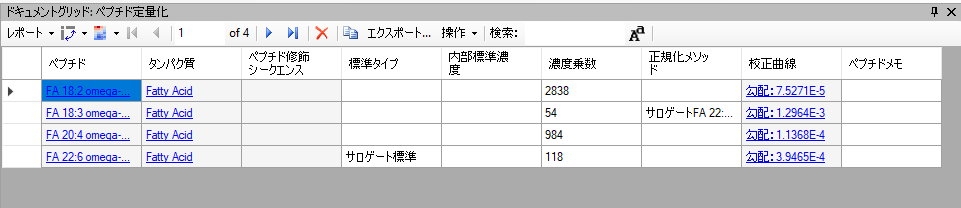 ドキュメントグリッド: ペプチド定量化
レポート 1 of 4 エクスポート... 操作 検索: Aa
ペプチド タンパク質 ペプチド修飾シークエンス 標準タイプ 内部標準濃度 濃度乗数 正規化メソッド 校正曲線 ペプチドメモ
FA 18:2 omega-... Fatty Acid 2838 勾配: 7.5271E-5
FA 18:3 omega-... Fatty Acid 54 サロゲートFA 22:... 勾配: 1.2964E-3
FA 20:4 omega-... Fatty Acid 984 勾配: 1.1368E-4
FA 22:6 omega-... Fatty Acid サロゲート標準 118 勾配: 3.9465E-4